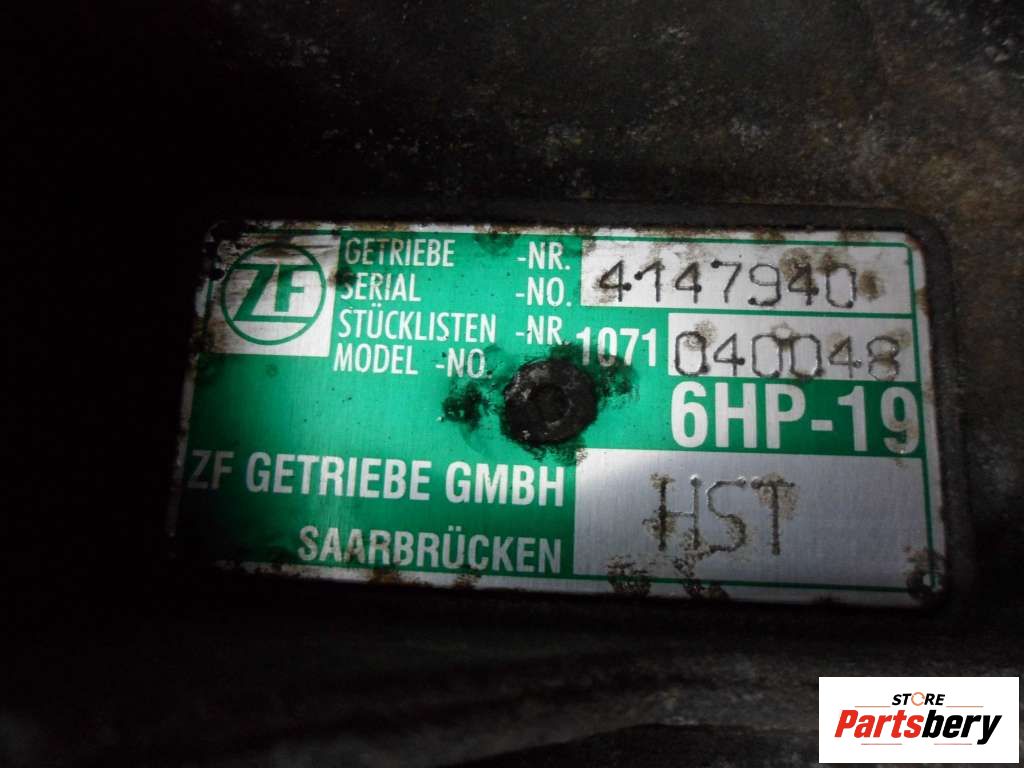 ZF
GETRIEBE -NR.
SERIAL -NO. 4147940
STÜCKLISTEN -NR.
MODEL -NO. 1071 040048
6HP-19
ZF GETRIEBE GMBH
SAARBRÜCKEN
HST
STORE
Partsbery